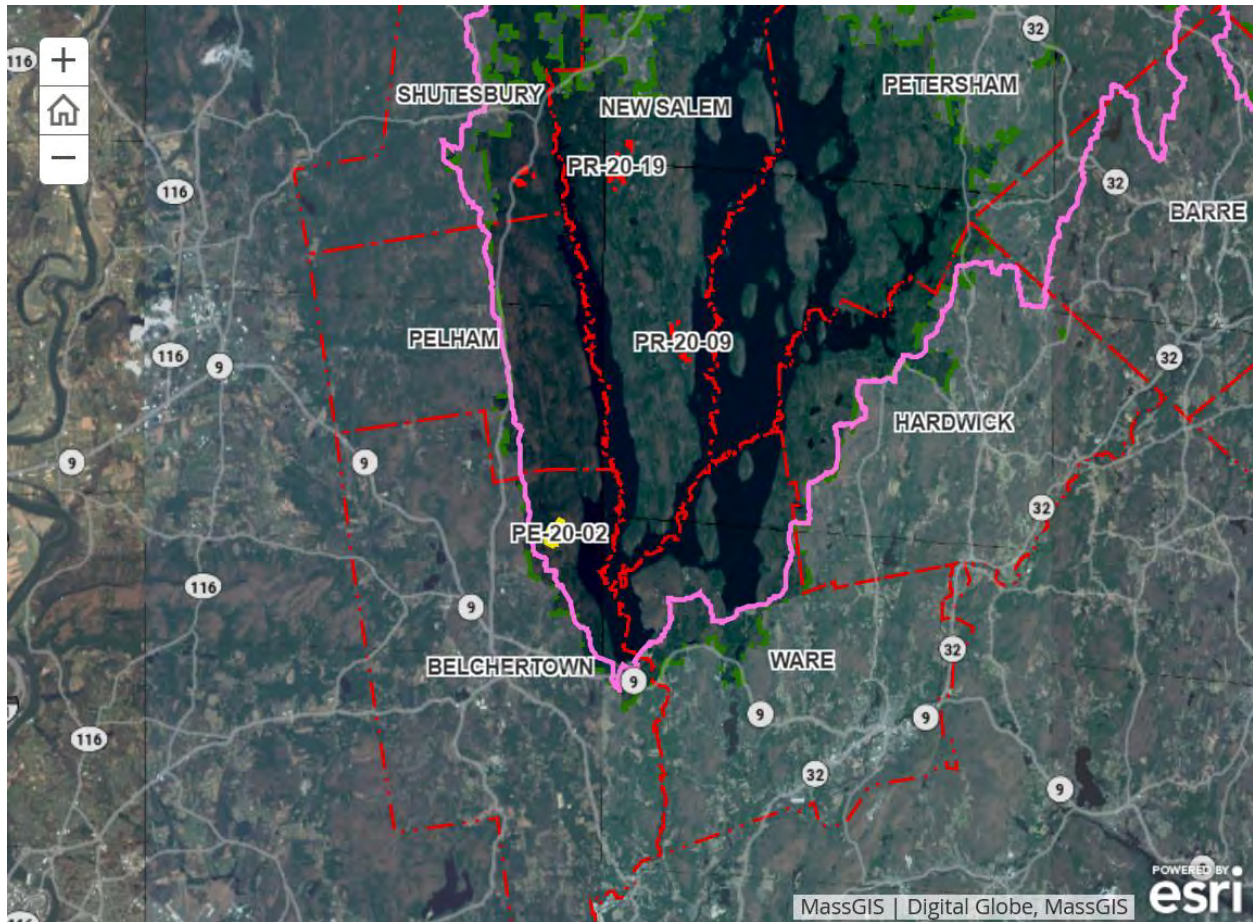 +
−
116
32
SHUTESBURY
NEW SALEM
PETERSHAM
PR-20-19
116
32
BARRE
PELHAM
PR-20-09
116
9
32
HARDWICK
9
9
32
PE-20-02
116
9
32
BELCHERTOWN
WARE
9
9
9
116
32
9
9
POWERED BY
esri
MassGIS | Digital Globe, MassGIS